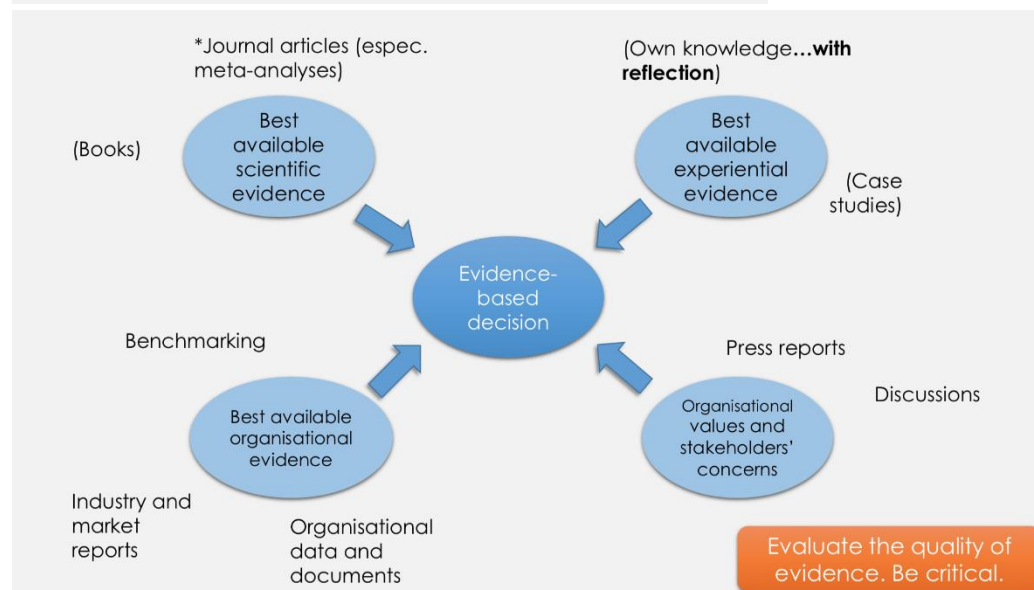 *Journal articles (espec.
meta-analyses)
(Own knowledge...with
reflection)
(Books)
Best
available
scientific
evidence
Best
available
experiential
evidence
(Case
studies)
Evidence-
based
decision
Benchmarking
Press reports
Discussions
Best available
organisational
evidence
Organisational
values and
stakeholders'
concerns
Industry and
market
reports
Organisational
data and
documents
Evaluate the quality of
evidence. Be critical.